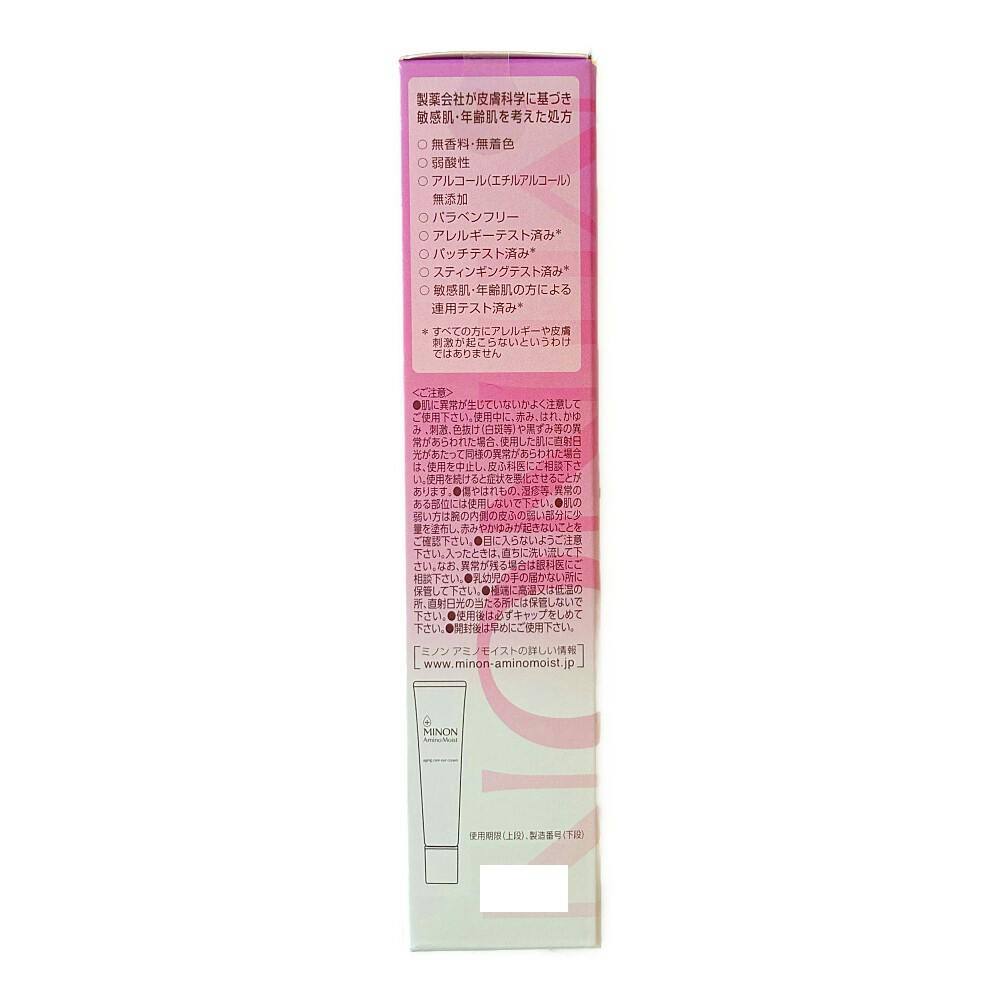 製薬会社が皮膚科学に基づき
敏感肌・年齢肌を考えた処方
○ 無香料・無着色
○ 弱酸性
○ アルコール(エチルアルコール)
無添加
○ パラベンフリー
○ アレルギーテスト済み*
○ パッチテスト済み*
○ スティンギングテスト済み*
○ 敏感肌・年齢肌の方による
連用テスト済み*
* すべての方にアレルギーや皮膚
刺激が起こらないというわけ
ではありません
<ご注意>
●肌に異常が生じていないかよく注意して
ご使用下さい。使用中に、赤み、はれ、かゆ
み、刺激、色抜け(白斑等)や黒ずみ等の異
常があらわれた場合、使用した肌に直射日
光があたって同様の異常があらわれた場合
は、使用を中止し、皮ふ科医にご相談下さ
い。使用を続けると症状を悪化させることが
あります。●傷やはれもの、湿疹等、異常の
ある部位には使用しないで下さい。●肌の
弱い方は腕の内側の皮ふの弱い部分に少
量を塗布し、赤みやかゆみが起きないことを
ご確認下さい。●目に入らないようご注意
下さい。入ったときは、直ちに洗い流して下
さい。なお、異常が残る場合は眼科医にご
相談下さい。●乳幼児の手の届かない所に
保管して下さい。●極端に高温又は低温の
所、直射日光の当たる所には保管しないで
下さい。●使用後は必ずキャップをしめて
下さい。●開封後は早めにご使用下さい。
ミノン アミノモイストの詳しい情報
www.minon-aminomoist.jp
MINON
Amino Moist
aging care eye cream
使用期限(上段)、製造番号(下段)
MINON